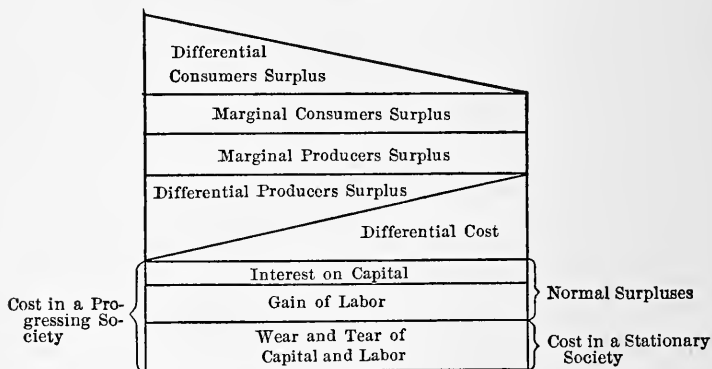 Differential
Consumers Surplus
Marginal Consumers Surplus
Marginal Producers Surplus
Differential Producers Surplus
Differential Cost
Interest on Capital
Gain of Labor
Wear and Tear of
Capital and Labor
Cost in a Pro-
gressing So-
ciety
Normal Surpluses
Cost in a Stationary
Society